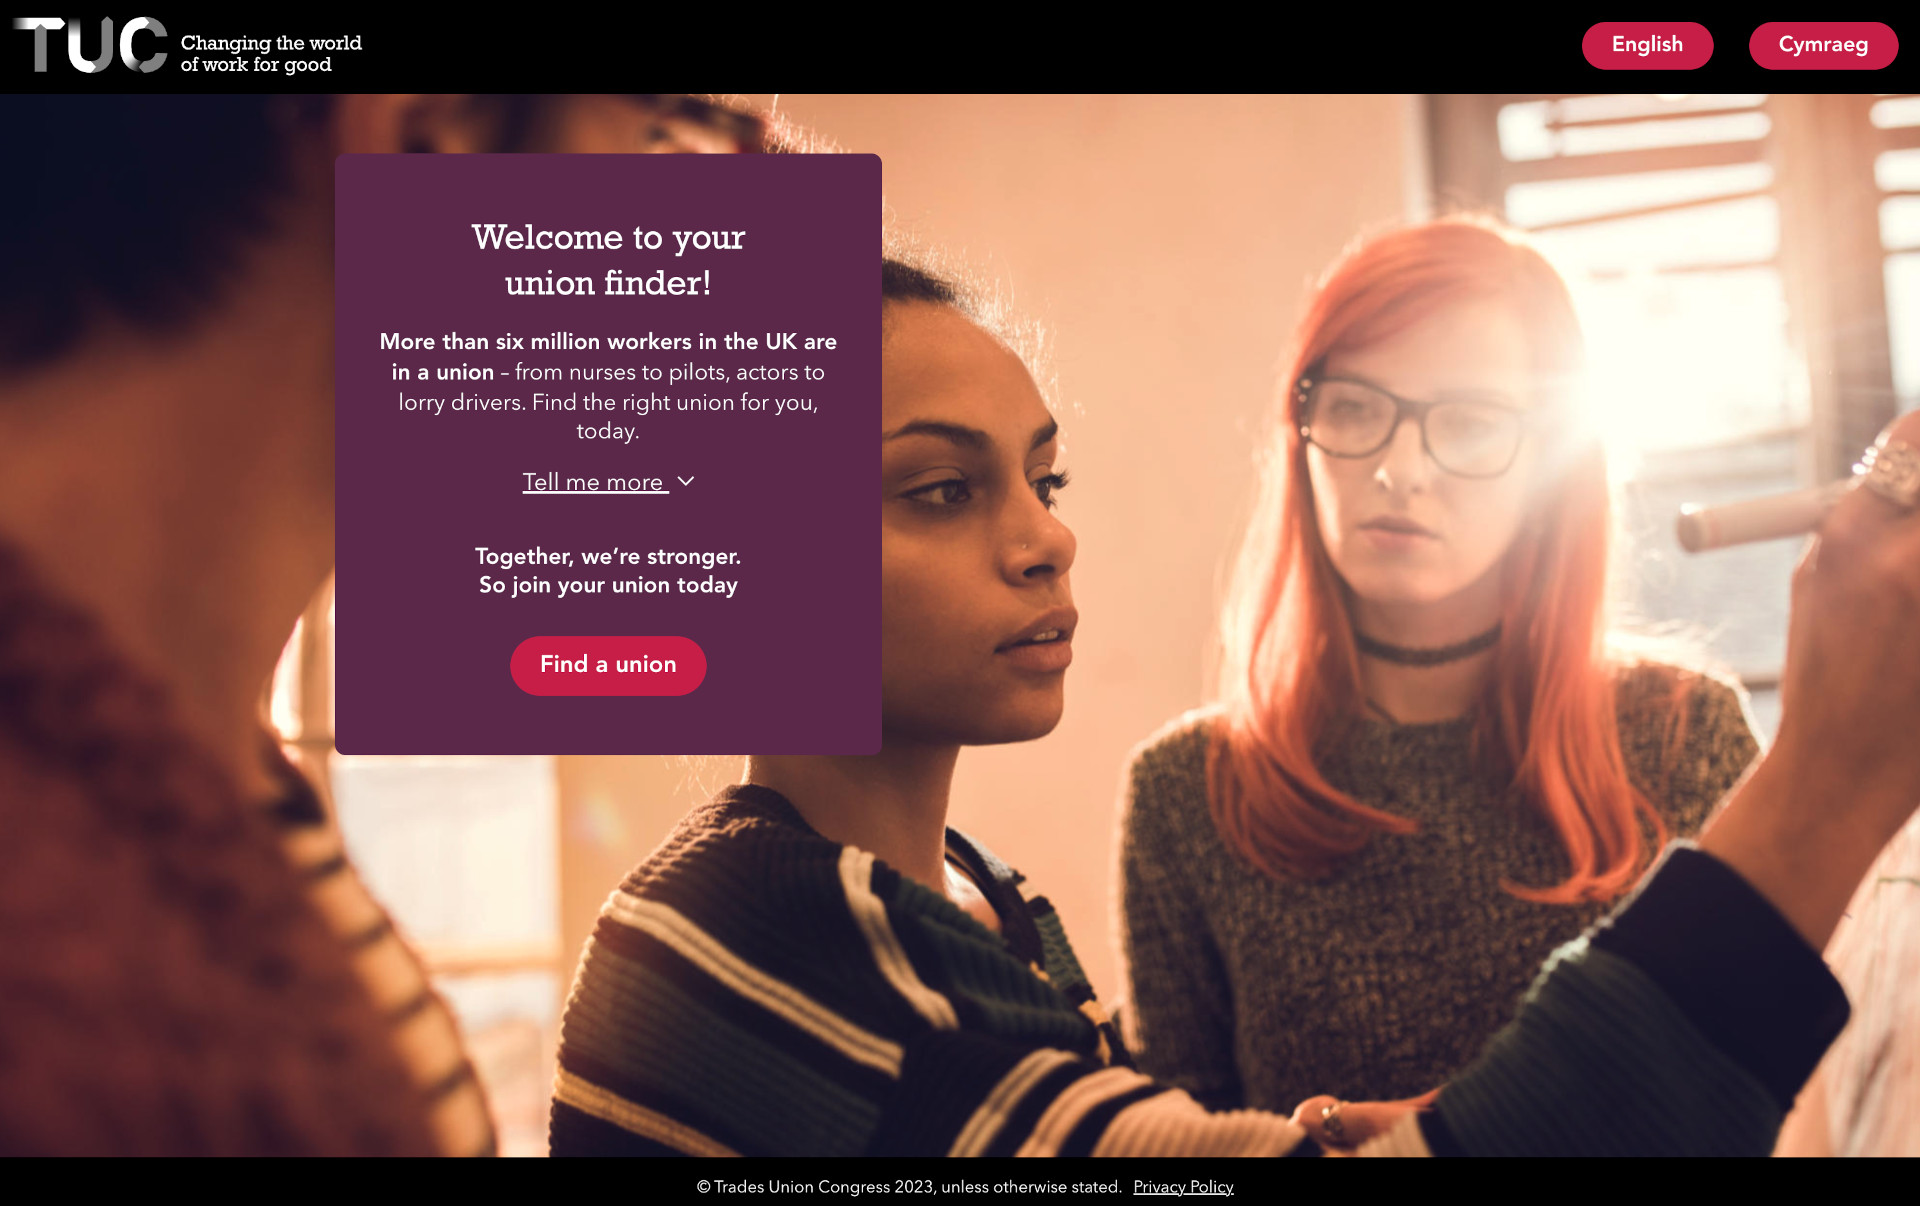 TUC
Changing the world
of work for good
English
Cymraeg
Welcome to your
union finder!
More than six million workers in the UK are
in a union – from nurses to pilots, actors to
lorry drivers. Find the right union for you,
today.
Tell me more
Together, we’re stronger.
So join your union today
Find a union
© Trades Union Congress 2023, unless otherwise stated. Privacy Policy